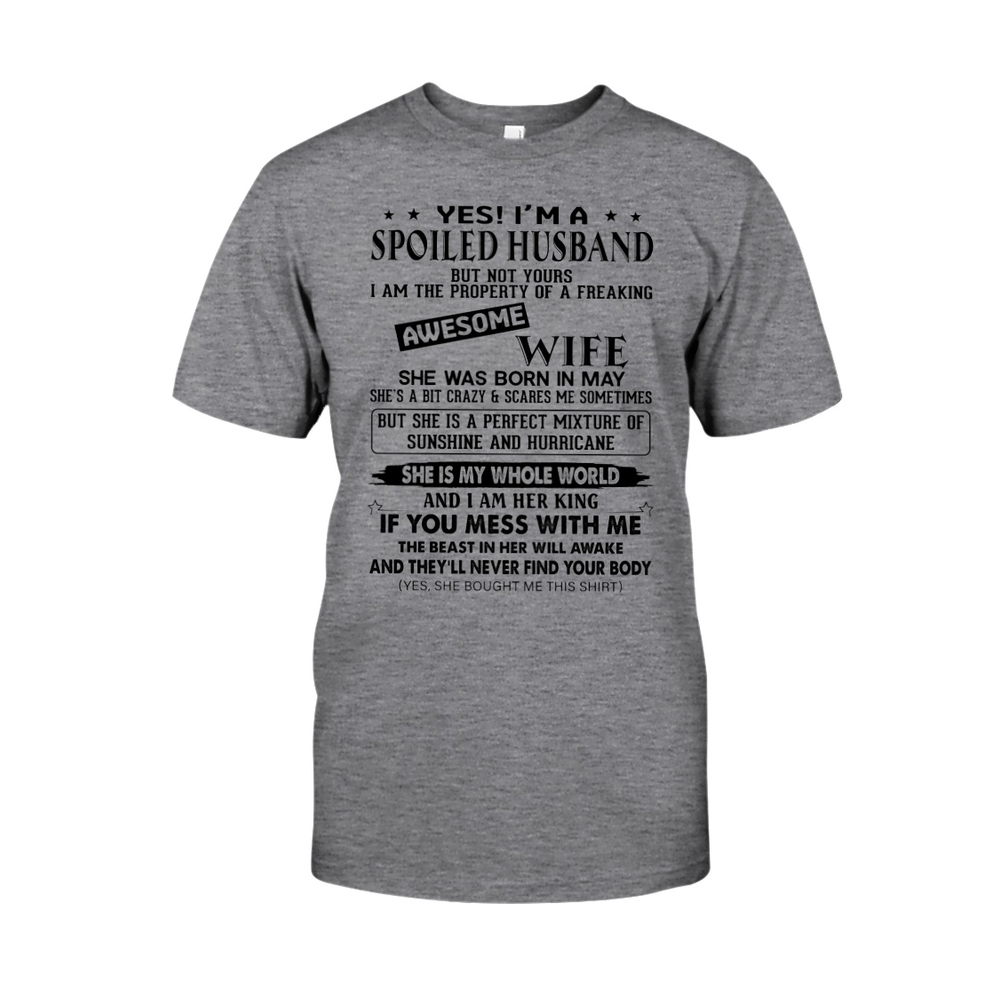 YES! I'M A
SPOILED HUSBAND
BUT NOT YOURS
I AM THE PROPERTY OF A FREAKING
AWESOME
WIFE
SHE WAS BORN IN MAY
SHE'S A BIT CRAZY & SCARES ME SOMETIMES
BUT SHE IS A PERFECT MIXTURE OF
SUNSHINE AND HURRICANE
SHE IS MY WHOLE WORLD
AND I AM HER KING
IF YOU MESS WITH ME
THE BEAST IN HER WILL AWAKE
AND THEY'LL NEVER FIND YOUR BODY
(YES, SHE BOUGHT ME THIS SHIRT)